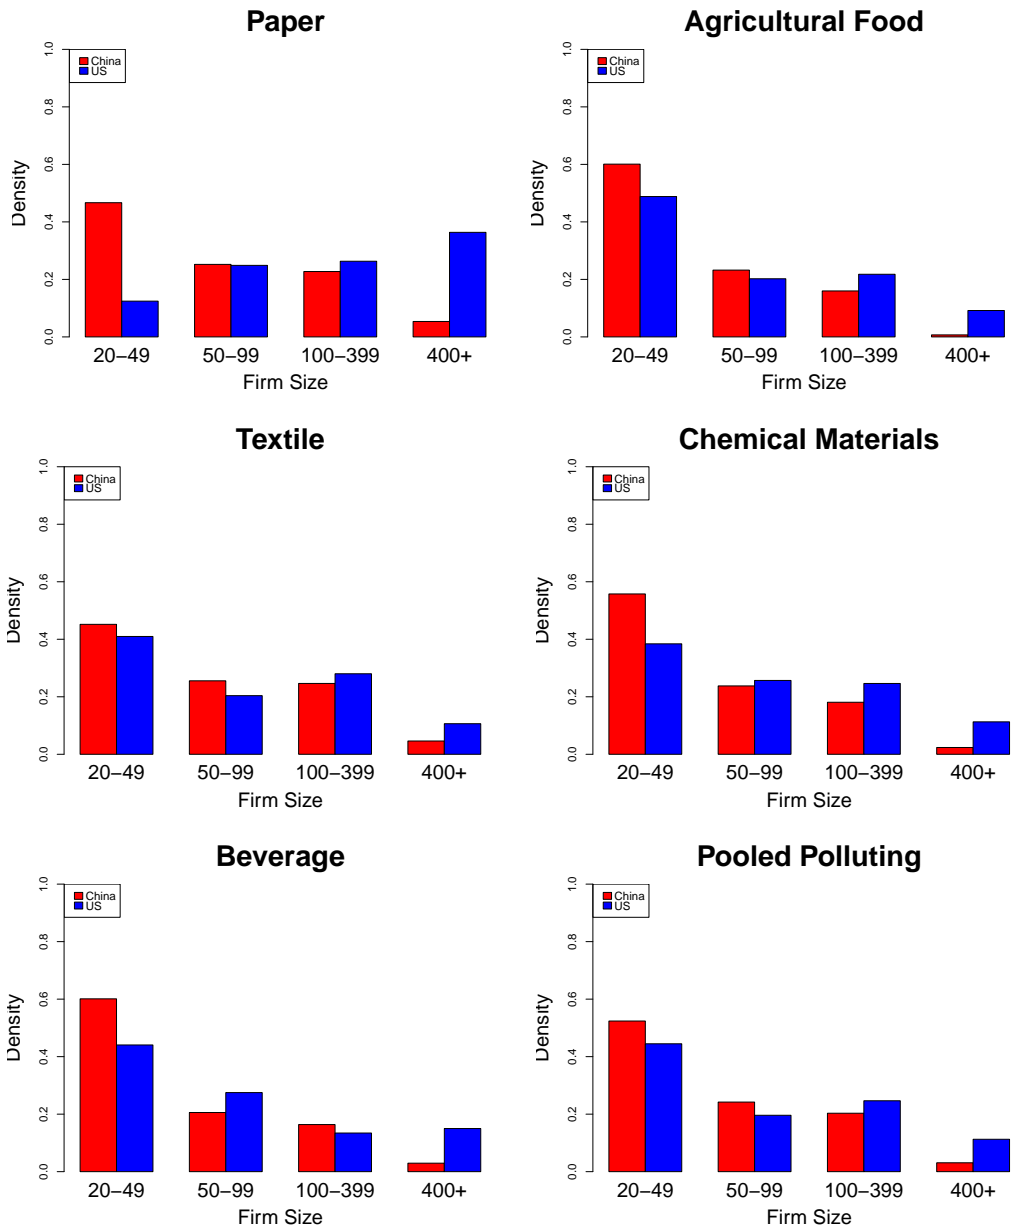 Paper
China
US
Density
0.0 0.2 0.4 0.6 0.8 1.0
20−49 50−99 100−399 400+
Firm Size
Agricultural Food
China
US
Density
0.0 0.2 0.4 0.6 0.8 1.0
20−49 50−99 100−399 400+
Firm Size
Textile
China
US
Density
0.0 0.2 0.4 0.6 0.8 1.0
20−49 50−99 100−399 400+
Firm Size
Chemical Materials
China
US
Density
0.0 0.2 0.4 0.6 0.8 1.0
20−49 50−99 100−399 400+
Firm Size
Beverage
China
US
Density
0.0 0.2 0.4 0.6 0.8 1.0
20−49 50−99 100−399 400+
Firm Size
Pooled Polluting
China
US
Density
0.0 0.2 0.4 0.6 0.8 1.0
20−49 50−99 100−399 400+
Firm Size